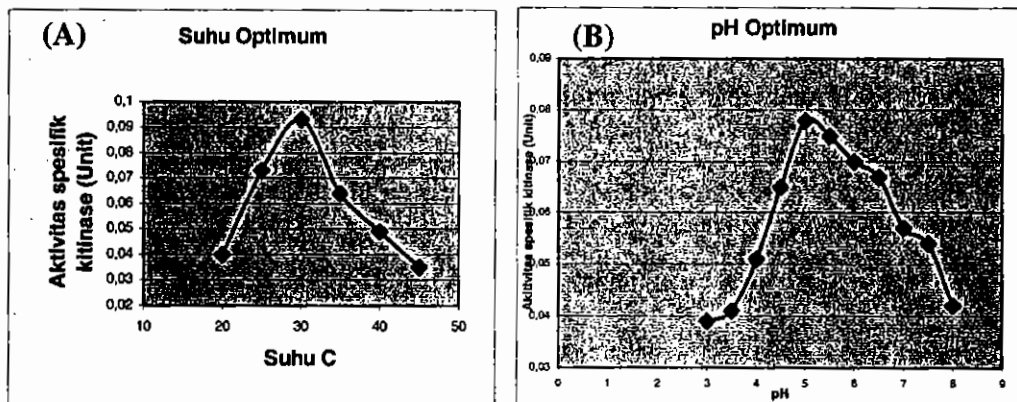 (A)
Suhu Optimum
Aktivitas spesifik
kitinase (Unit)
0,1
0,09
0,08
0,07
0,06
0,05
0,04
0,03
0,02
10 20 30 40 50
Suhu C
(B)
pH Optimum
Aktivitas spesifik kitinase (Unit)
0,09
0,08
0,07
0,06
0,05
0,04
0,03
0 1 2 3 4 5 6 7 8 9
pH